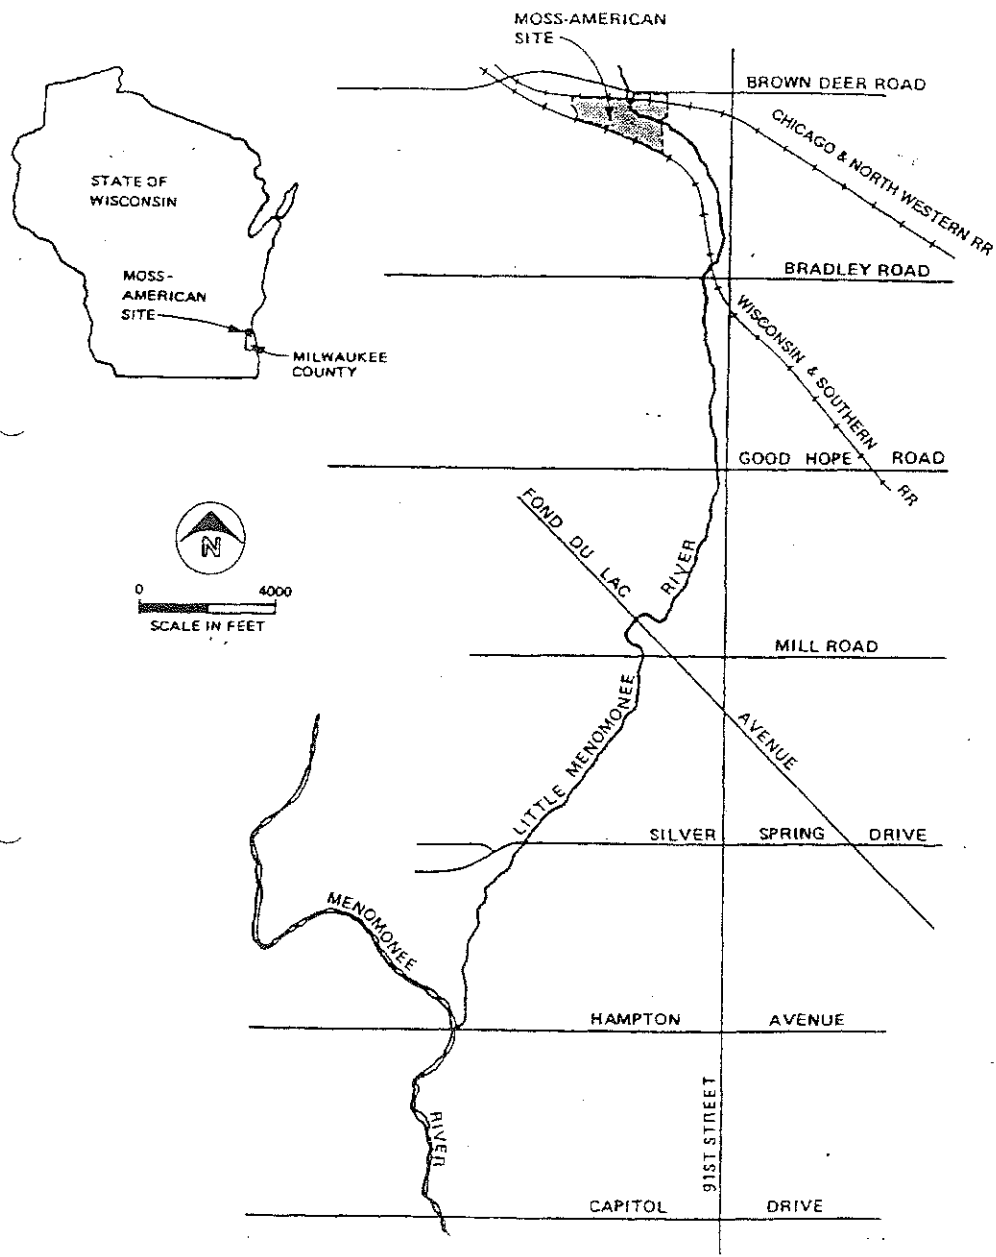 MOSS-AMERICAN
SITE
BROWN DEER ROAD
CHICAGO & NORTH WESTERN RR
STATE OF
WISCONSIN
BRADLEY ROAD
MOSS-
AMERICAN
SITE
MILWAUKEE
COUNTY
WISCONSIN & SOUTHERN RR
GOOD HOPE ROAD
FOND DU LAC AVENUE
N
0 4000
SCALE IN FEET
LITTLE MENOMONEE RIVER
MILL ROAD
SILVER SPRING DRIVE
MENOMONEE RIVER
HAMPTON AVENUE
91ST STREET
CAPITOL DRIVE